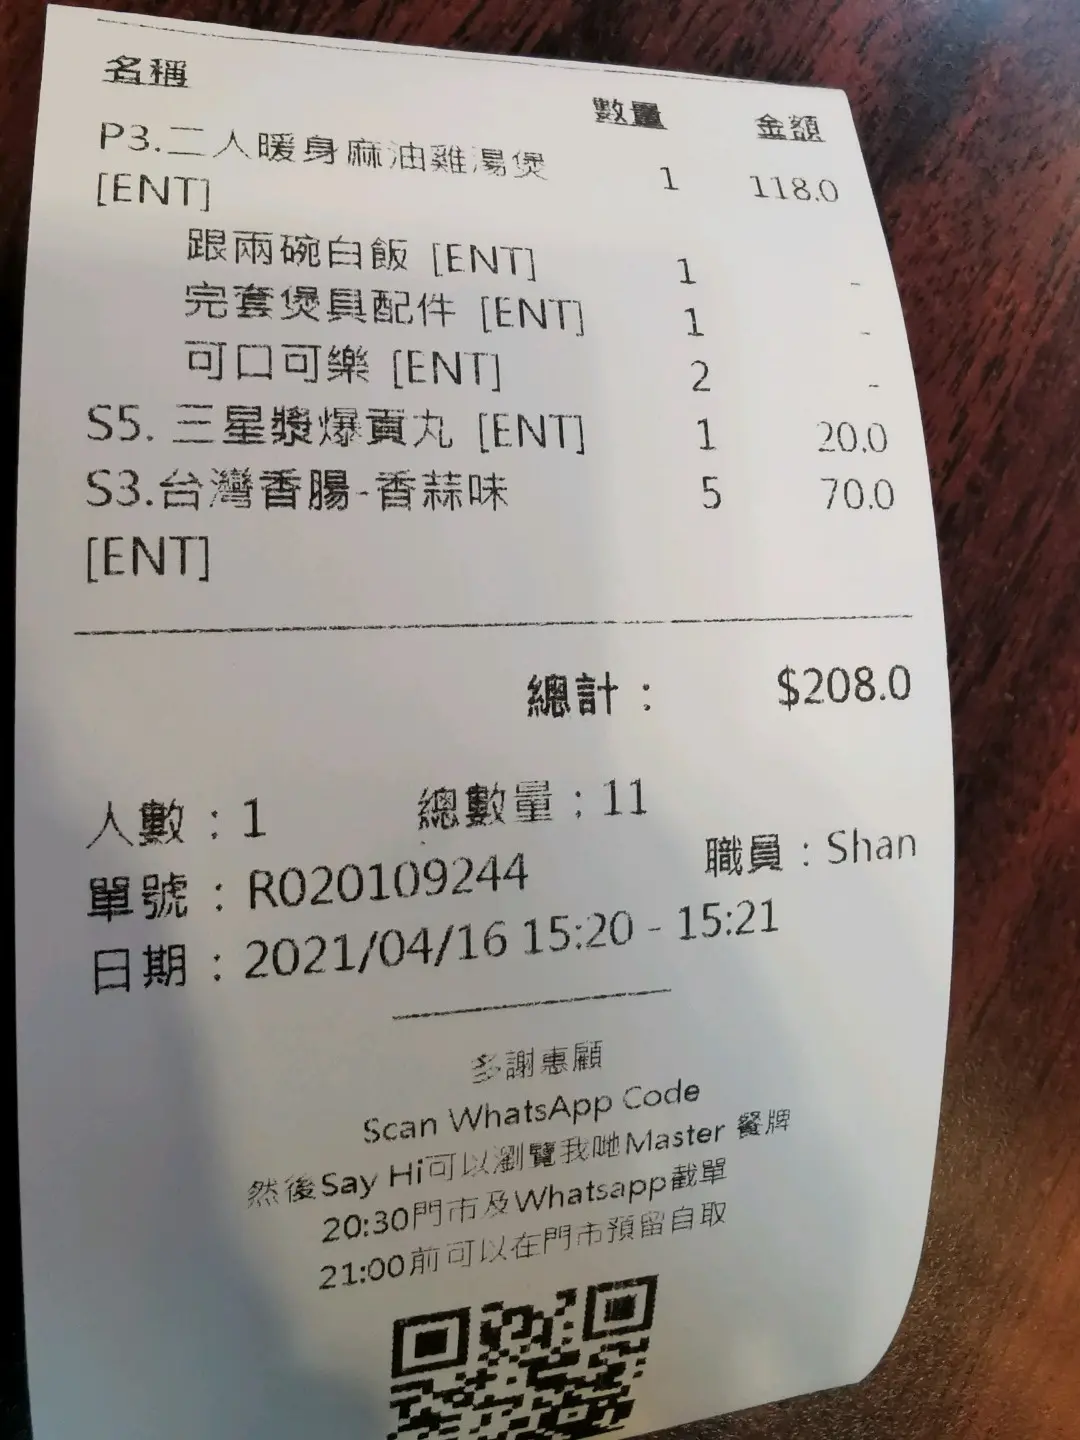 名稱 數量 金額
P3.二人暖身麻油雞湯煲 1 118.0
[ENT]
跟兩碗白飯 [ENT] 1 -
完套煲具配件 [ENT] 1 -
可口可樂 [ENT] 2 -
S5. 三星漿爆貢丸 [ENT] 1 20.0
S3.台灣香腸-香蒜味 5 70.0
[ENT]
總計： $208.0
人數：1 總數量：11
單號：R020109244 職員：Shan
日期：2021/04/16 15:20 - 15:21
多謝惠顧
Scan WhatsApp Code
然後Say Hi可以瀏覽我哋Master 餐牌
20:30門市及Whatsapp截單
21:00前可以在門市預留自取